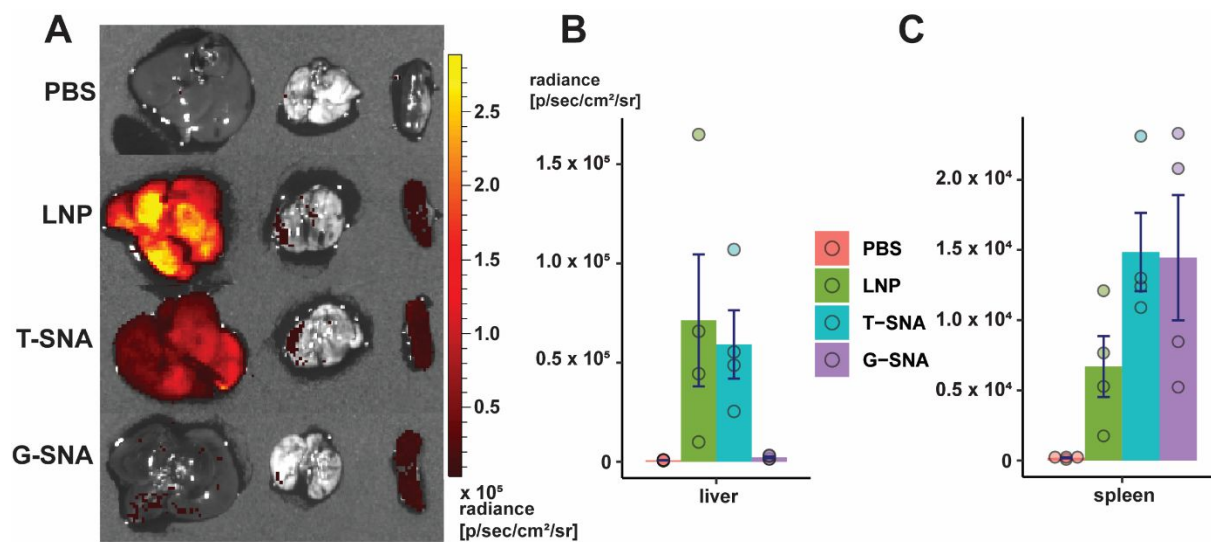 A
PBS
LNP
T-SNA
G-SNA
2.5
2.0
1.5
1.0
0.5
x 10⁵
radiance
[p/sec/cm²/sr]
B
radiance
[p/sec/cm²/sr]
1.5 x 10⁵
1.0 x 10⁵
0.5 x 10⁵
0
liver
PBS
LNP
T−SNA
G−SNA
C
2.0 x 10⁴
1.5 x 10⁴
1.0 x 10⁴
0.5 x 10⁴
0
spleen